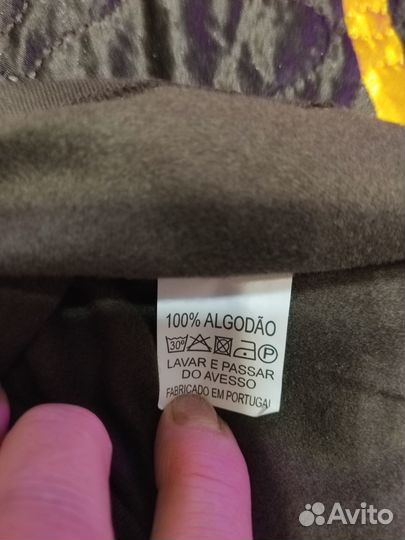 100% ALGODÃO
30° P
LAVAR E PASSAR
DO AVESSO
FABRICADO EM PORTUGAL
Avito